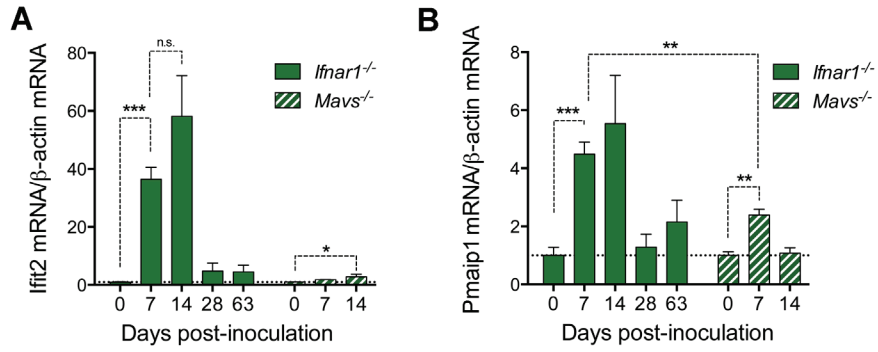 A
Ifit2 mRNA/β-actin mRNA
80
60
40
20
0
***
n.s.
*
Ifnar1-/-
Mavs-/-
0 7 14 28 63 0 7 14
Days post-inoculation
B
Pmaip1 mRNA/β-actin mRNA
8
6
4
2
0
***
**
**
Ifnar1-/-
Mavs-/-
0 7 14 28 63 0 7 14
Days post-inoculation